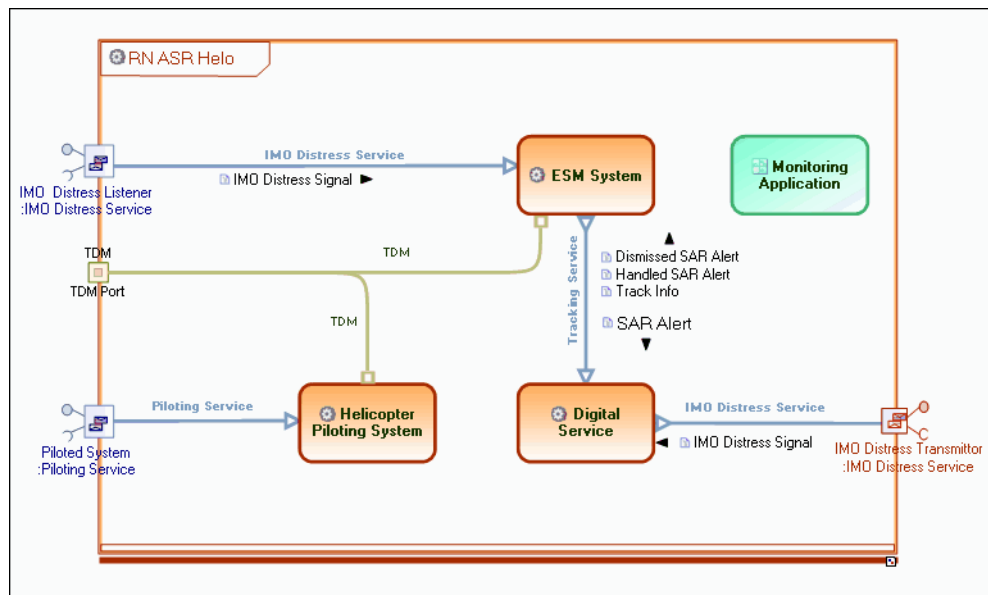 RN ASR Helo
IMO Distress Service
IMO Distress Signal
IMO Distress Listener
:IMO Distress Service
ESM System
Monitoring
Application
TDM
TDM Port
TDM
TDM
Tracking Service
Dismissed SAR Alert
Handled SAR Alert
Track Info
SAR Alert
Piloting Service
Piloted System
:Piloting Service
Helicopter
Piloting System
Digital
Service
IMO Distress Service
IMO Distress Signal
IMO Distress Transmittor
:IMO Distress Service